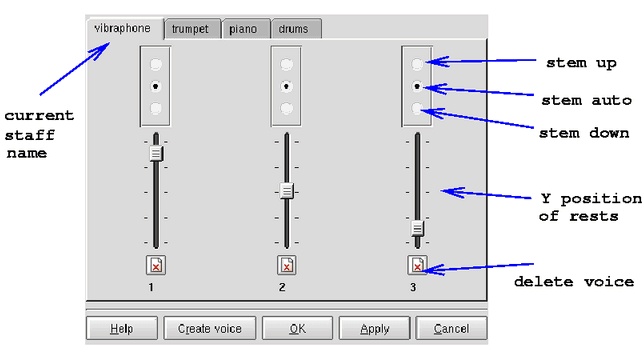 vibraphone trumpet piano drums
stem up
stem auto
stem down
current
staff
name
Y position
of rests
delete voice
1 2 3
Help Create voice OK Apply Cancel